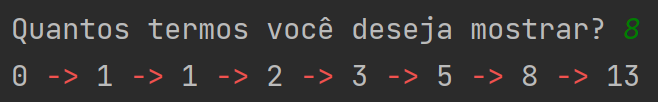 Quantos termos você deseja mostrar? 8
0 -> 1 -> 1 -> 2 -> 3 -> 5 -> 8 -> 13